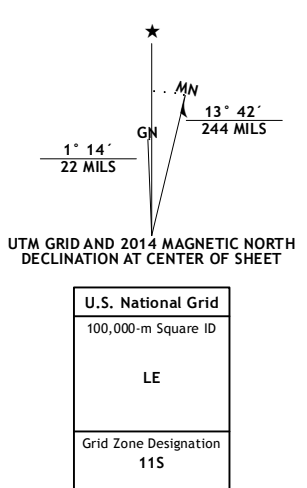 ★
MN
GN
13° 42´
244 MILS
1° 14´
22 MILS
UTM GRID AND 2014 MAGNETIC NORTH
DECLINATION AT CENTER OF SHEET
U.S. National Grid
100,000-m Square ID
LE
Grid Zone Designation
11S